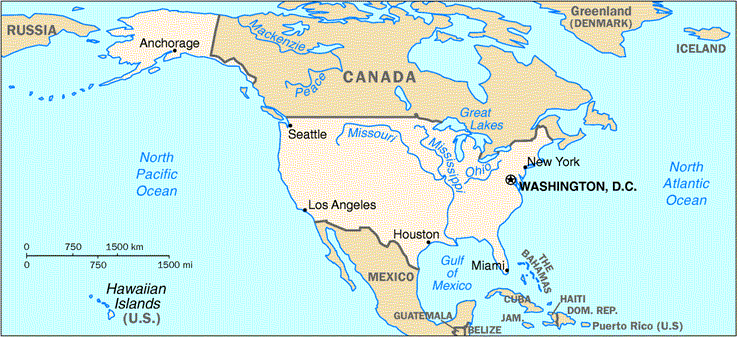 Greenland
(DENMARK)
RUSSIA
Anchorage
Mackenzie
ICELAND
Peace
CANADA
Great
Lakes
Seattle
Missouri
Mississippi
Ohio
New York
North
Pacific
Ocean
WASHINGTON, D.C.
North
Atlantic
Ocean
Los Angeles
Houston
0 750 1500 km
0 750 1500 mi
Gulf
of
Mexico
Miami
THE
BAHAMAS
MEXICO
Hawaiian
Islands
(U.S.)
CUBA
HAITI
DOM. REP.
GUATEMALA
JAM.
BELIZE
Puerto Rico (U.S)